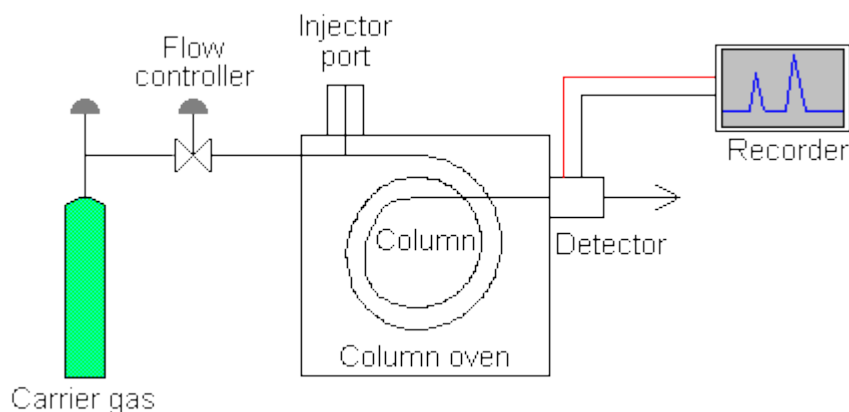 Injector
port
Flow
controller
Recorder
Column
Detector
Column oven
Carrier gas